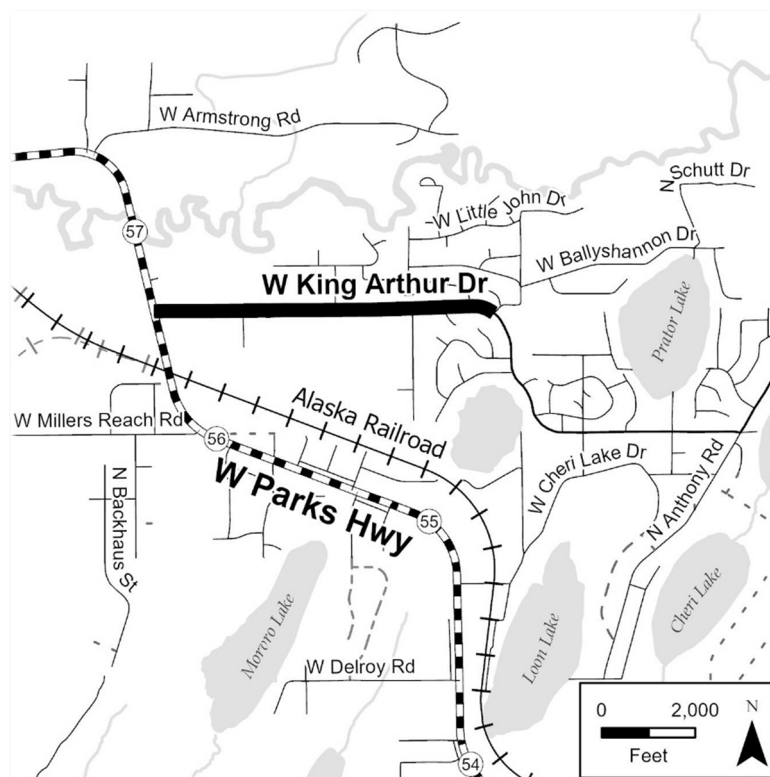 W Armstrong Rd
N Schutt Dr
W Little John Dr
57
W Ballyshannon Dr
W King Arthur Dr
Prator Lake
Alaska Railroad
W Millers Reach Rd
56
W Cheri Lake Dr
N Anthony Rd
W Parks Hwy
55
N Backhaus St
Morvro Lake
Loon Lake
Cheri Lake
W Delroy Rd
54
0 2,000
Feet
N